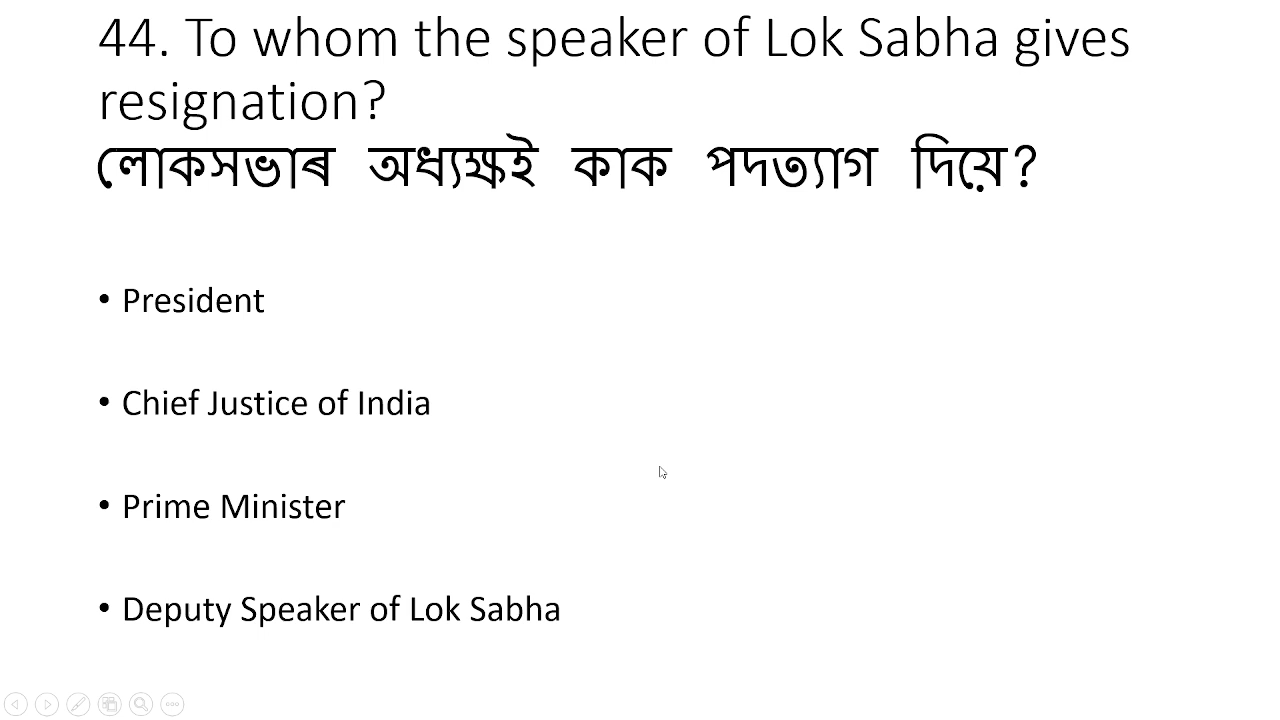 44. To whom the speaker of Lok Sabha gives
resignation?
লোকসভাৰ অধ্যক্ষই কাক পদত্যাগ দিয়ে?
• President
• Chief Justice of India
• Prime Minister
• Deputy Speaker of Lok Sabha